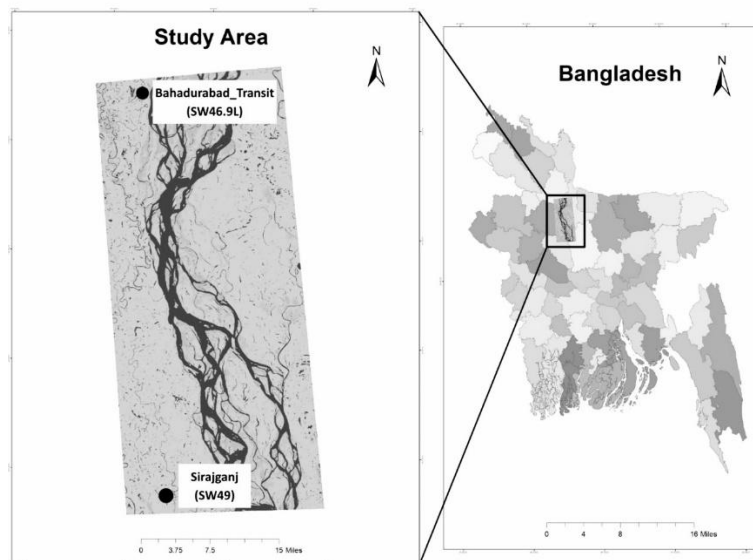 Study Area
N
Bahadurabad_Transit
(SW46.9L)
Sirajganj
(SW49)
0 3.75 7.5 15 Miles
Bangladesh
N
0 4 8 16 Miles